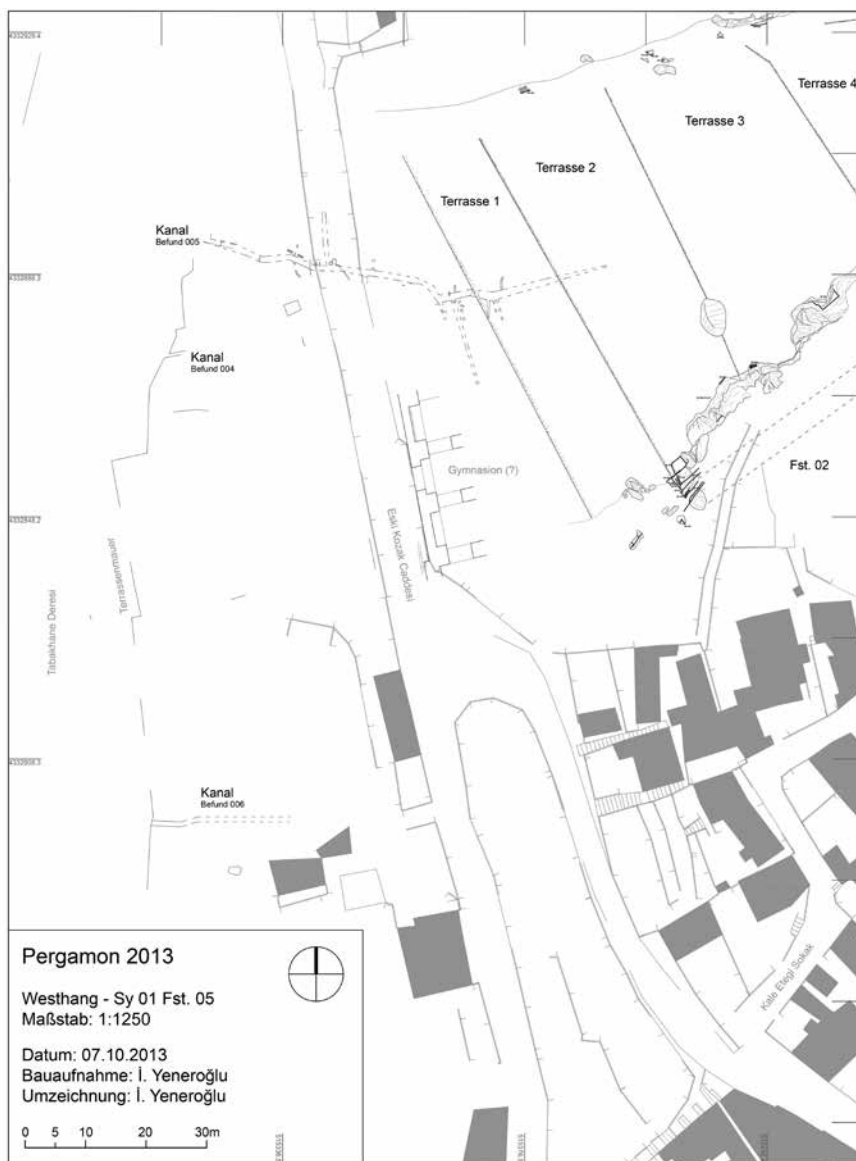 Terrasse 4
Terrasse 3
Terrasse 2
Terrasse 1
Kanal
Befund 005
Kanal
Befund 004
Gymnasion (?)
Fst. 02
Eski Kozak Caddesi
Terrassenmauer
Tabakhane Deresi
Kanal
Befund 006
Kale Eteği Sokak
Pergamon 2013
Westhang - Sy 01 Fst. 05
Maßstab: 1:1250
Datum: 07.10.2013
Bauaufnahme: İ. Yeneroğlu
Umzeichnung: İ. Yeneroğlu
0 5 10 20 30m